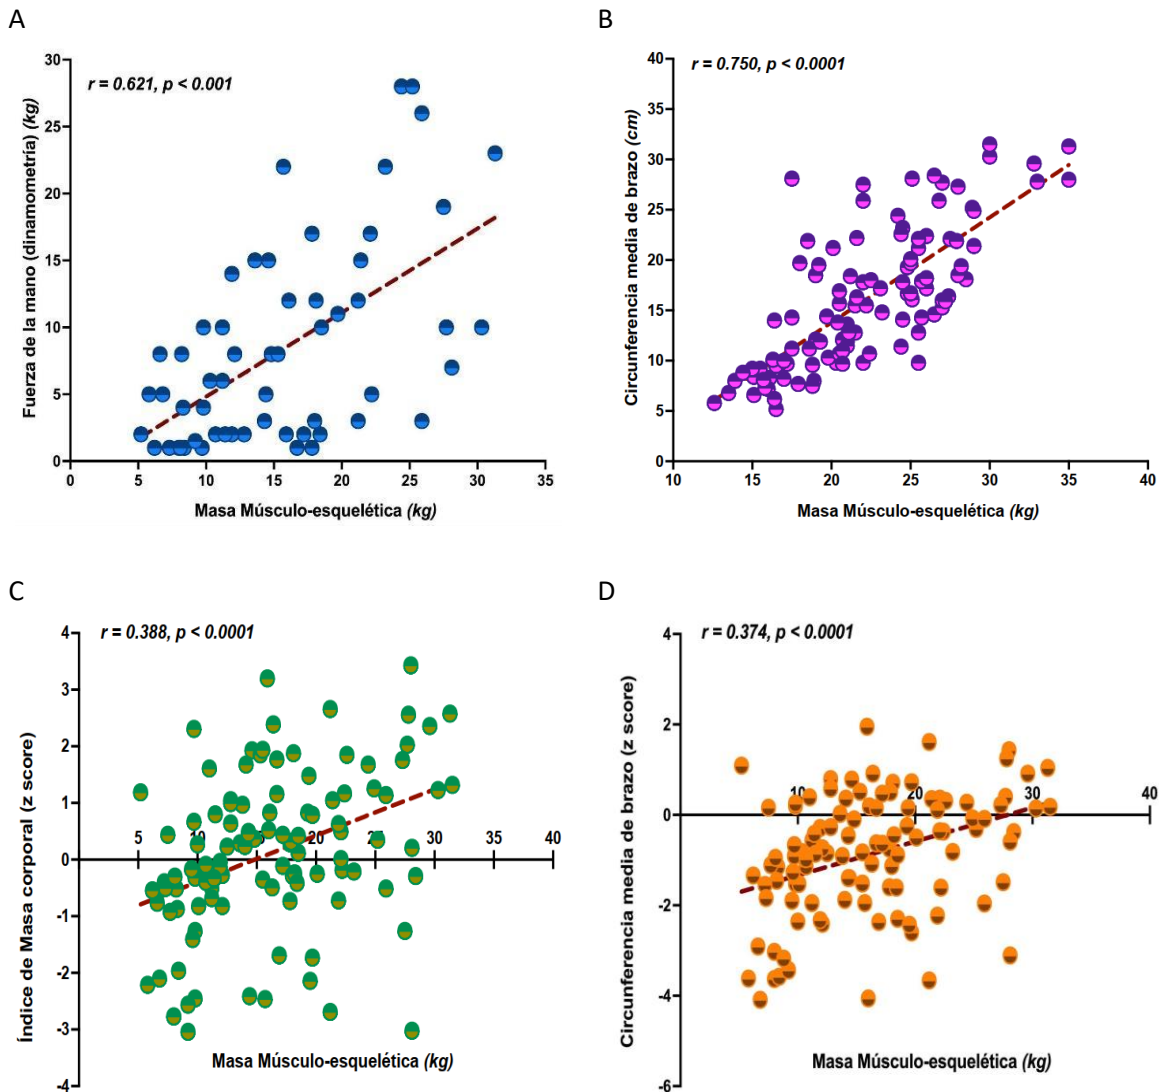 A
r = 0.621, p < 0.001
Fuerza de la mano (dinamometría) (kg)
30
25
20
15
10
5
0
0 5 10 15 20 25 30 35
Masa Músculo-esquelética (kg)
B
r = 0.750, p < 0.0001
Circunferencia media de brazo (cm)
40
30
20
10
0
10 15 20 25 30 35 40
Masa Músculo-esquelética (kg)
C
r = 0.388, p < 0.0001
Índice de Masa corporal (z score)
4
3
2
1
0
-1
-2
-3
-4
5 10 15 20 25 30 35 40
Masa Músculo-esquelética (kg)
D
r = 0.374, p < 0.0001
Circunferencia media de brazo (z score)
4
2
0
-2
-4
-6
10 20 30 40
Masa Músculo-esquelética (kg)